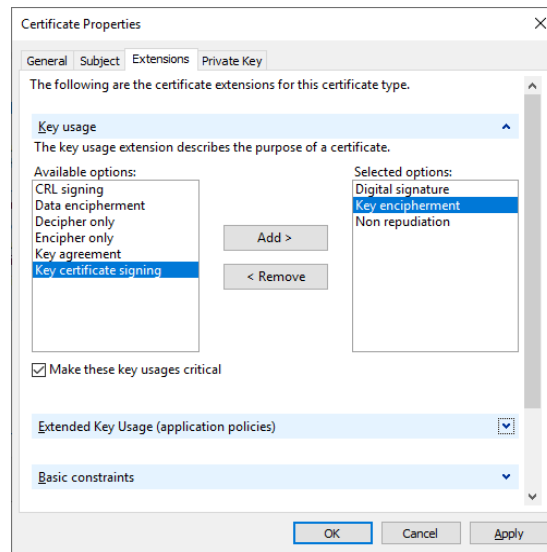 Certificate Properties
General Subject Extensions Private Key
The following are the certificate extensions for this certificate type.
Key usage
The key usage extension describes the purpose of a certificate.
Available options:
CRL signing
Data encipherment
Decipher only
Encipher only
Key agreement
Key certificate signing
Add >
< Remove
Selected options:
Digital signature
Key encipherment
Non repudiation
Make these key usages critical
Extended Key Usage (application policies)
Basic constraints
OK Cancel Apply